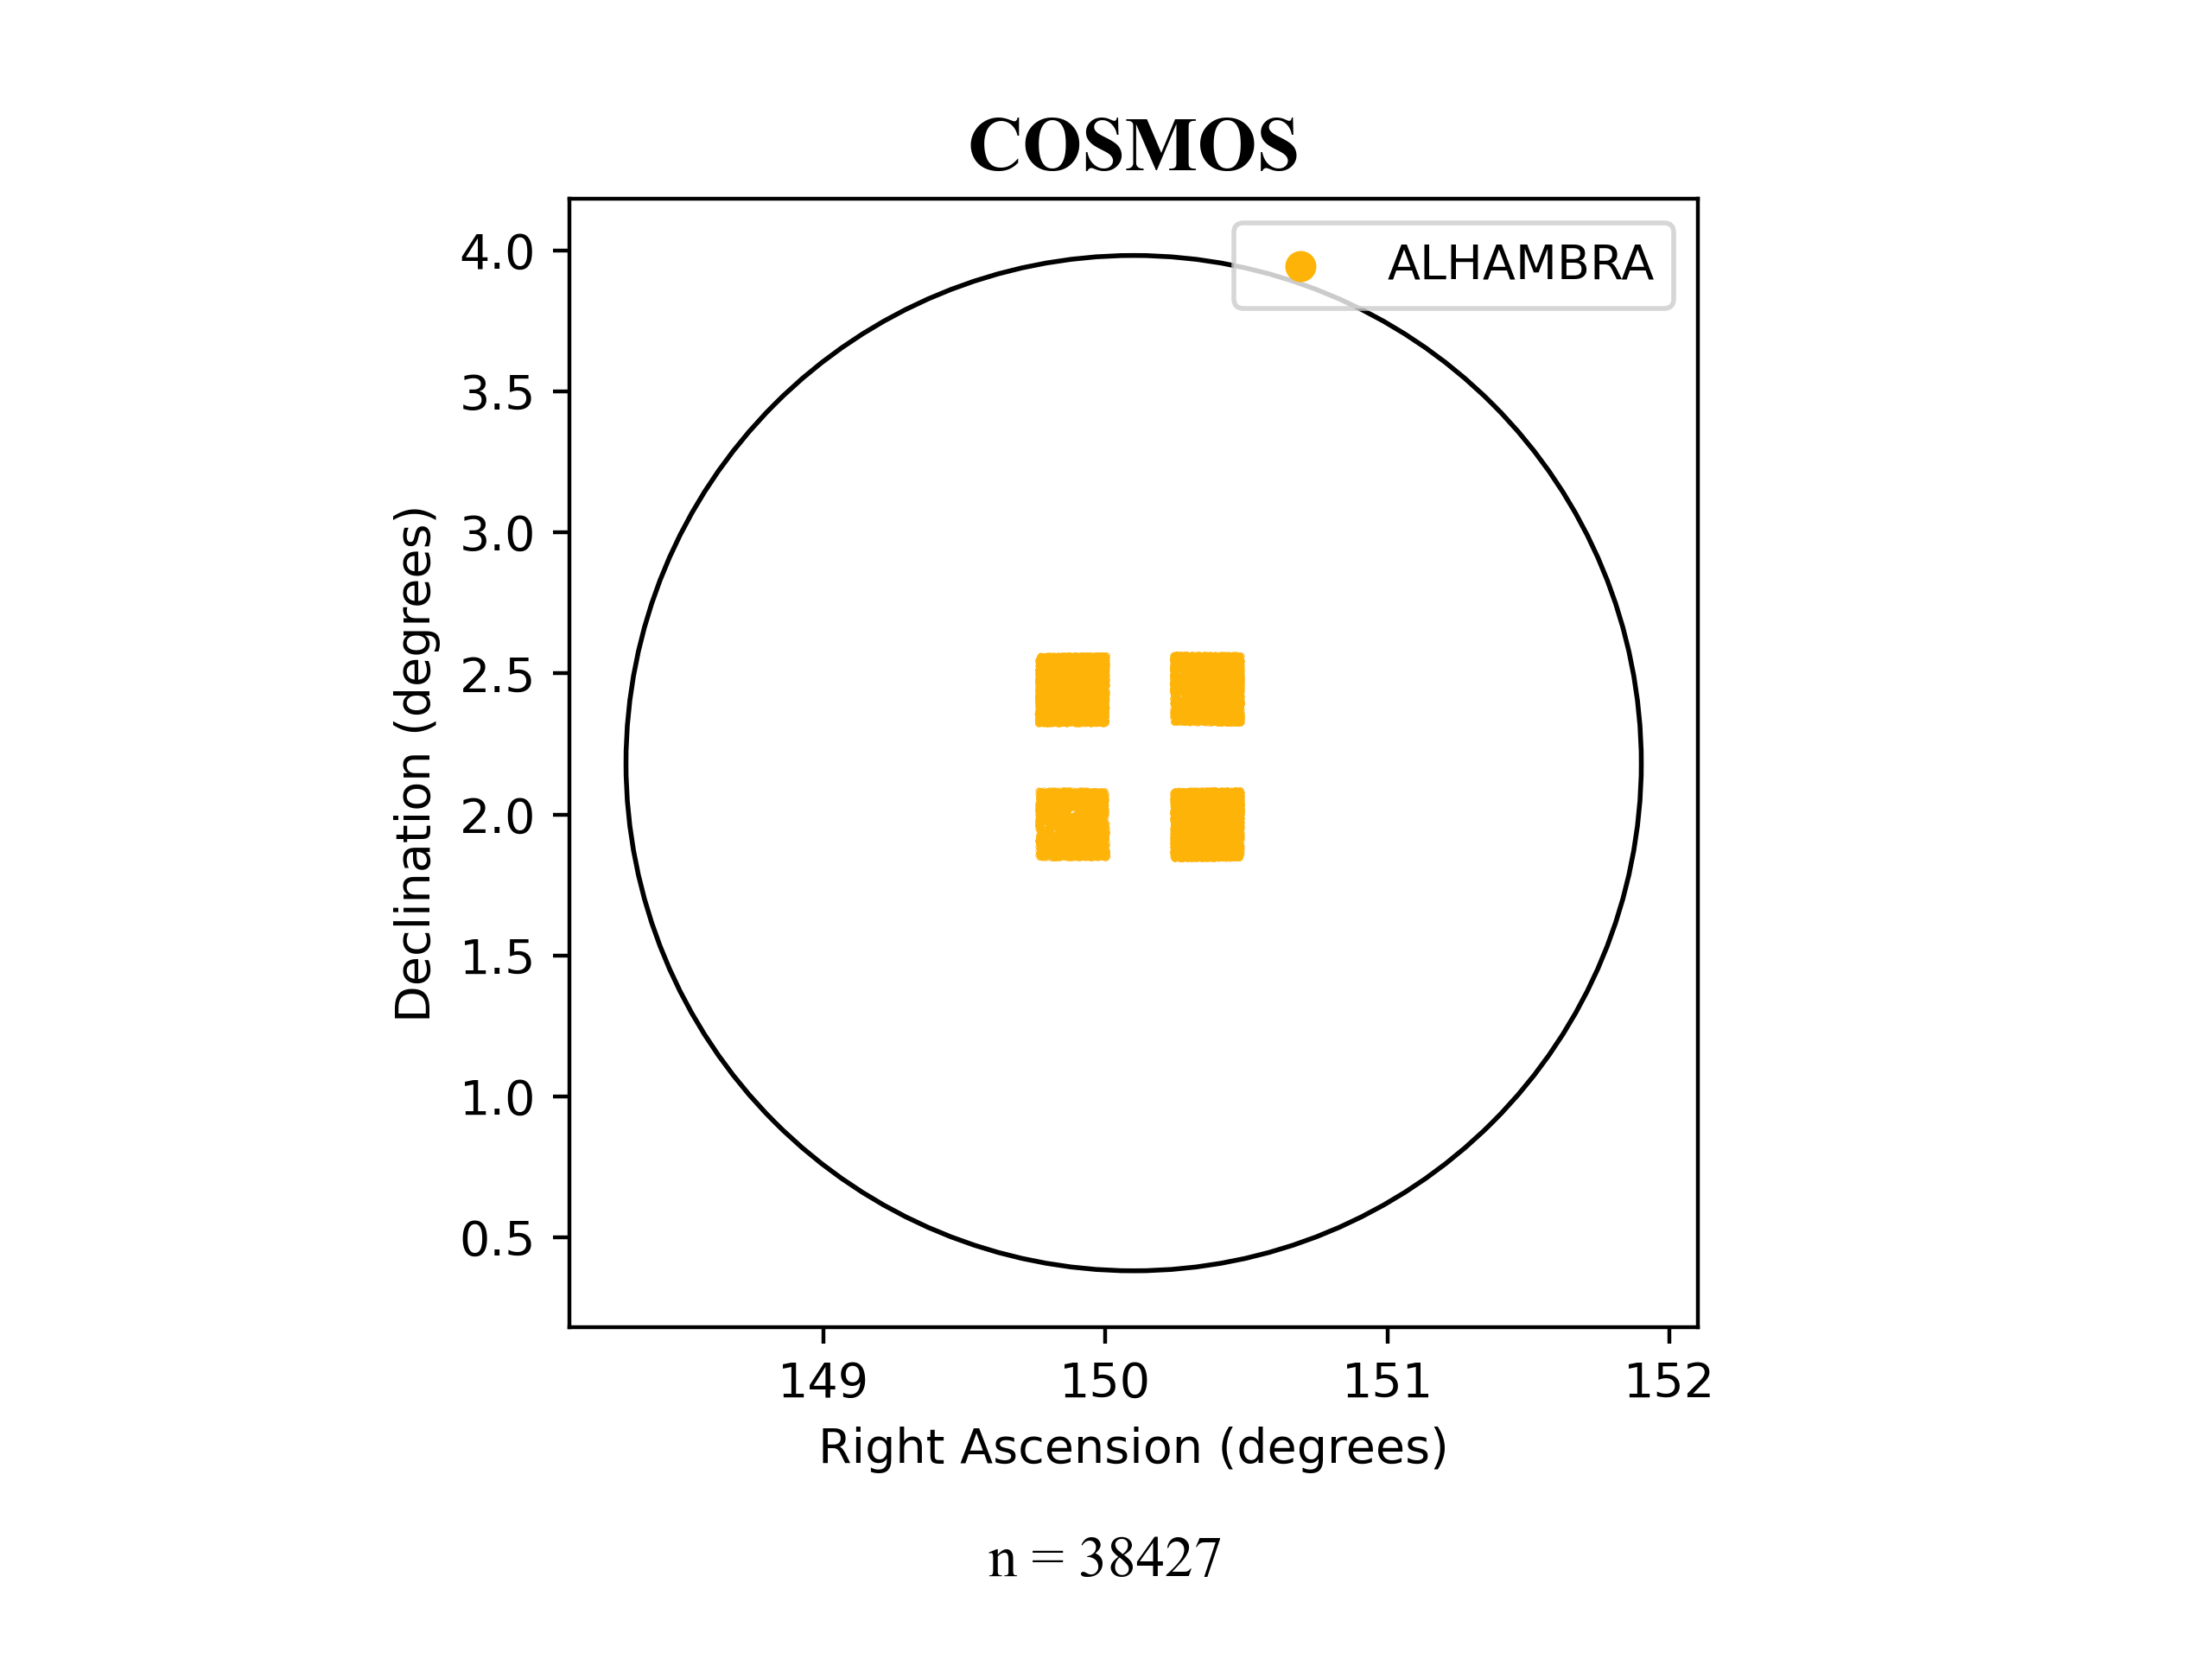 COSMOS
ALHAMBRA
4.0
3.5
3.0
2.5
2.0
1.5
1.0
0.5
Declination (degrees)
149 150 151 152
Right Ascension (degrees)
n = 38427